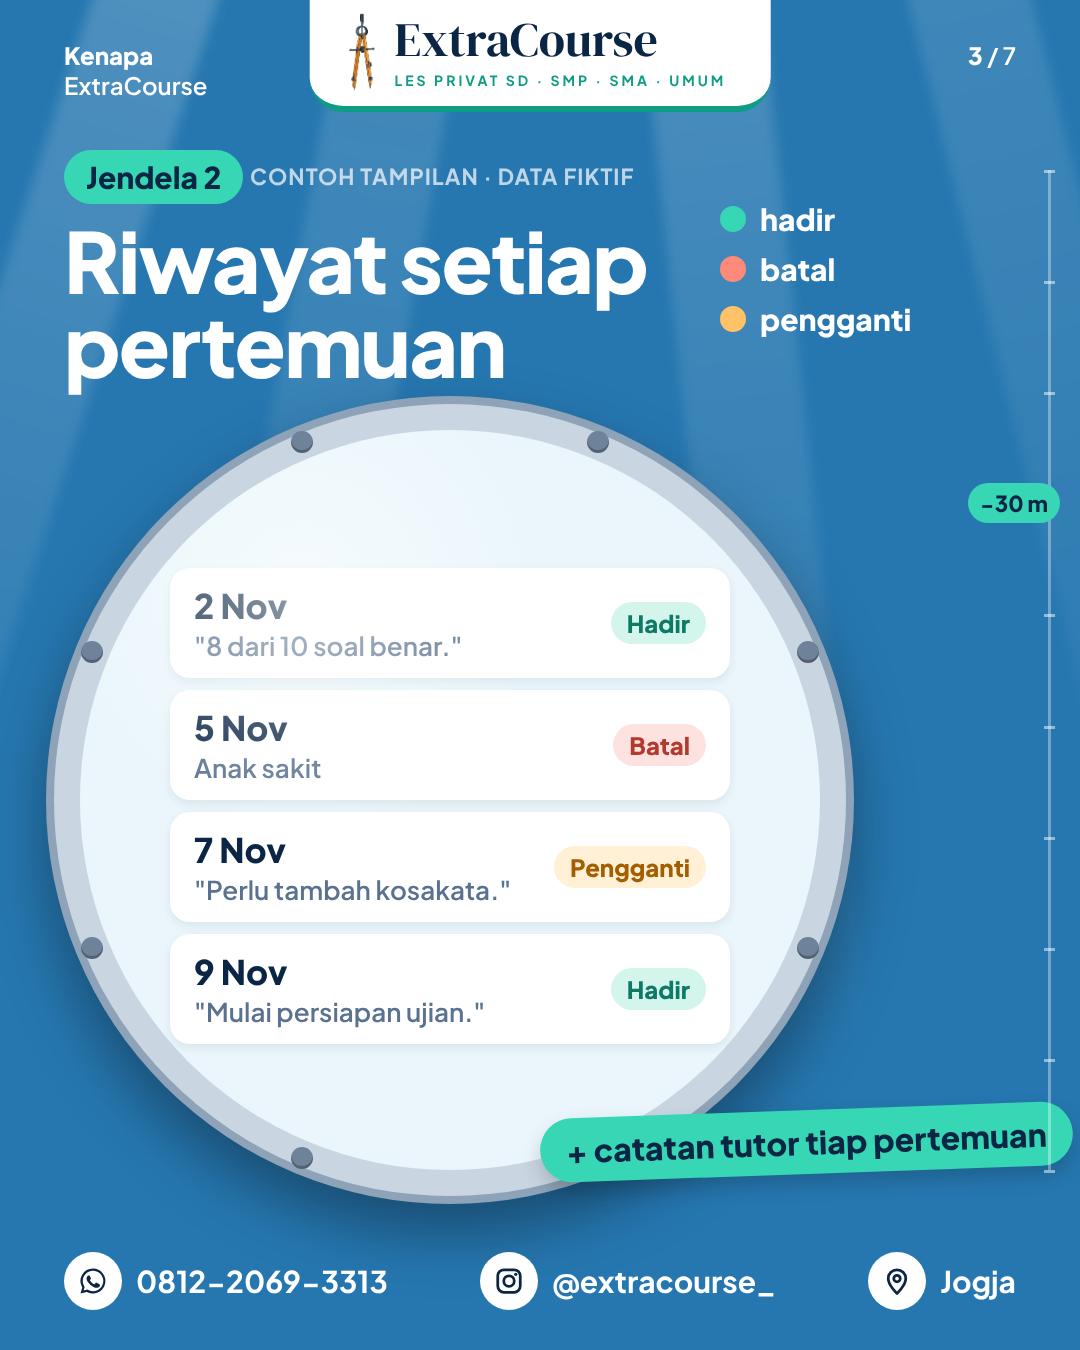 Kenapa
ExtraCourse
ExtraCourse
LES PRIVAT SD · SMP · SMA · UMUM
3 / 7
Jendela 2
CONTOH TAMPILAN · DATA FIKTIF
Riwayat setiap
pertemuan
hadir
batal
pengganti
-30 m
2 Nov
"8 dari 10 soal benar."
Hadir
5 Nov
Anak sakit
Batal
7 Nov
"Perlu tambah kosakata."
Pengganti
9 Nov
"Mulai persiapan ujian."
Hadir
+ catatan tutor tiap pertemuan
0812-2069-3313
@extracourse_
Jogja